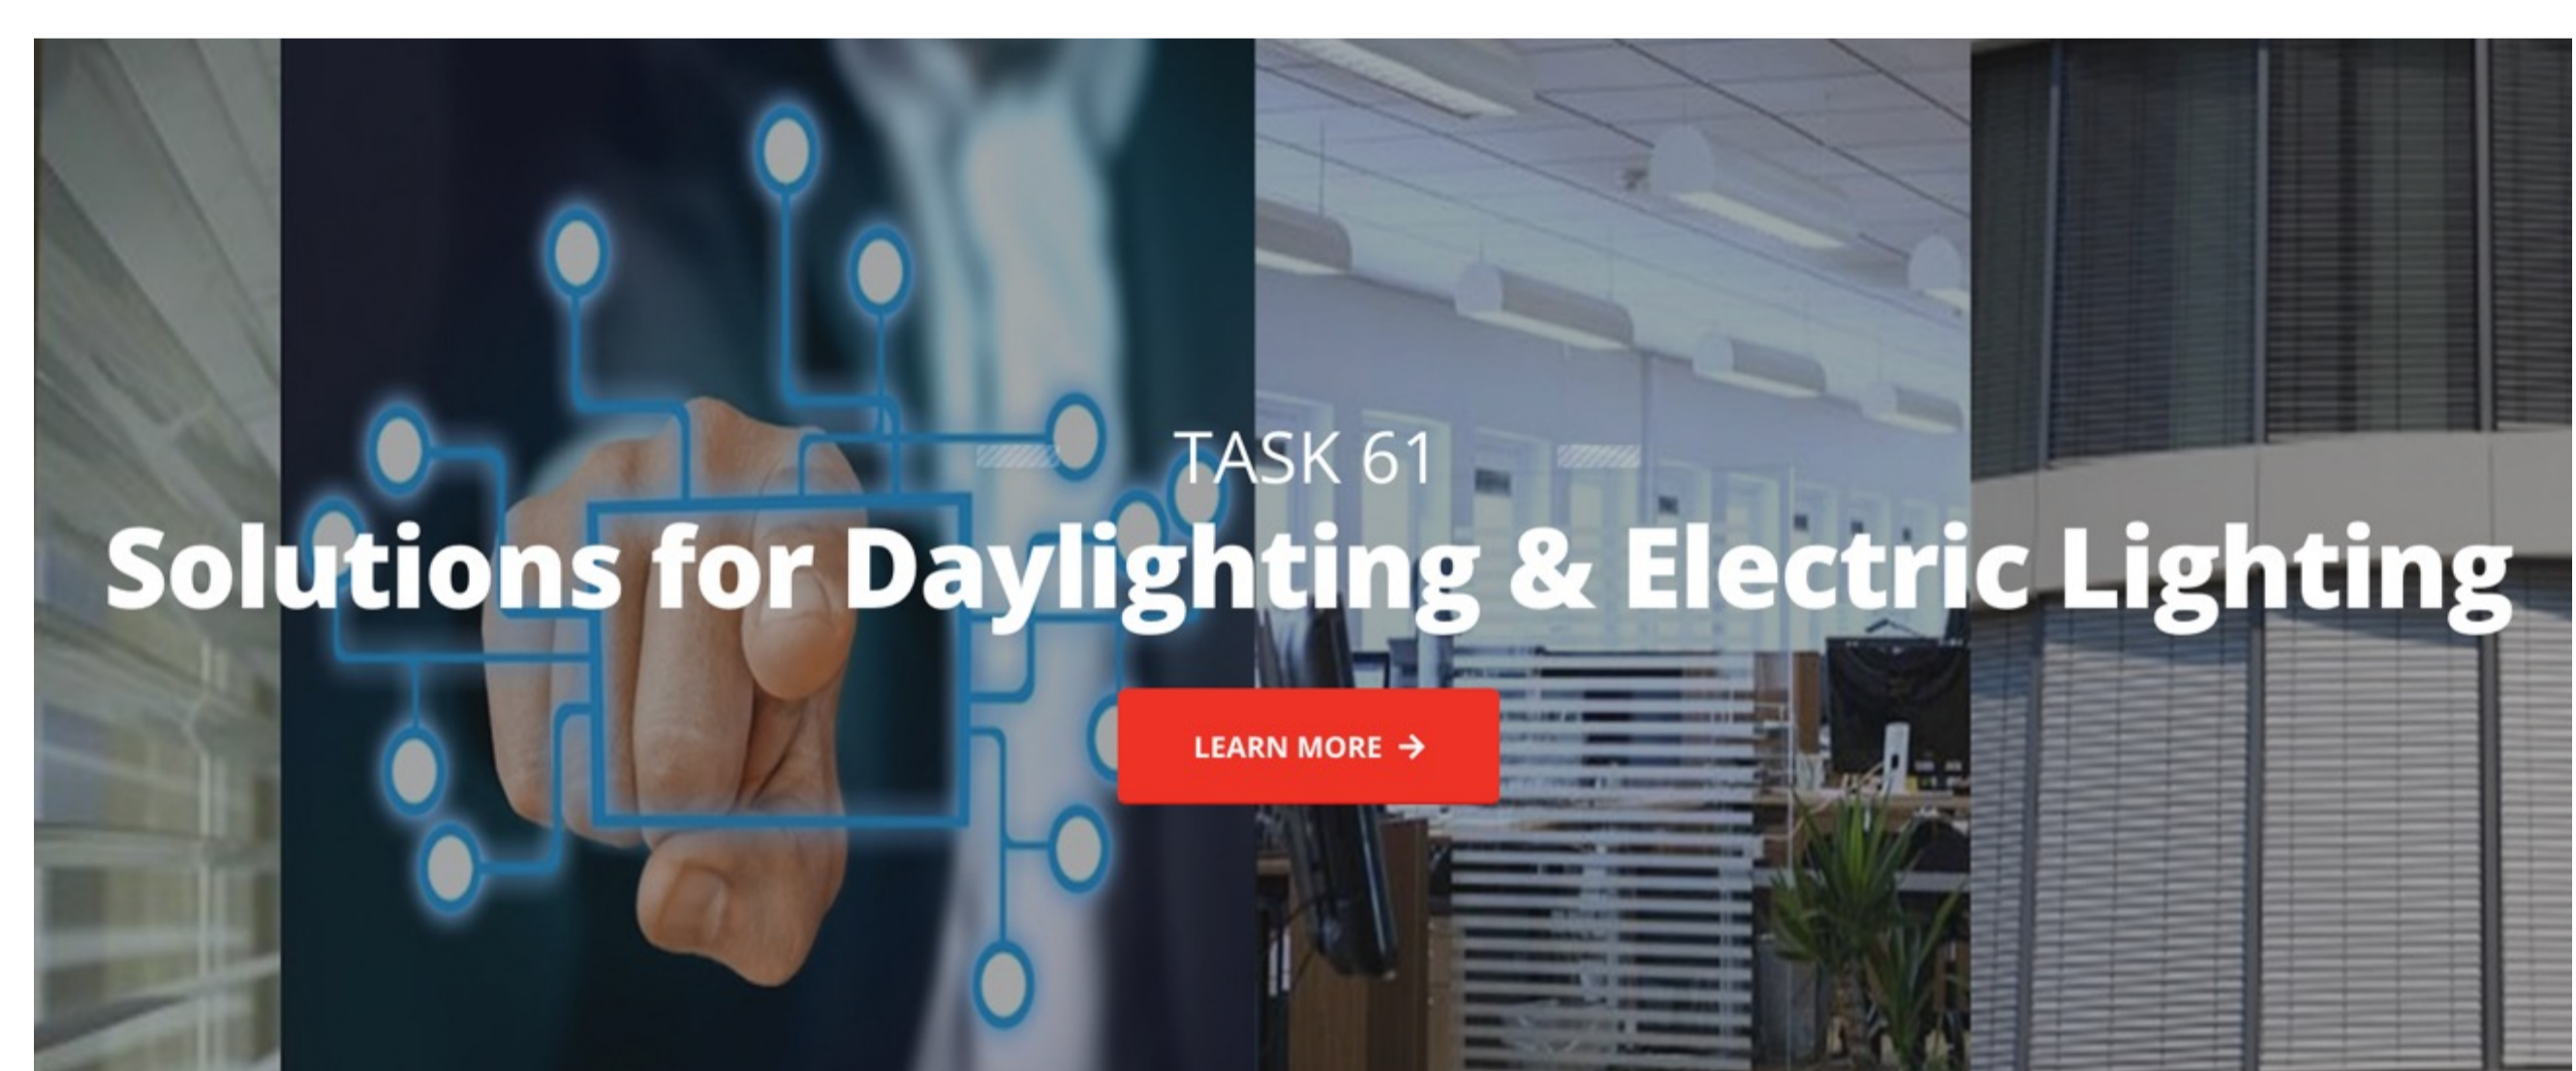 TASK 61
Solutions for Daylighting & Electric Lighting
LEARN MORE →